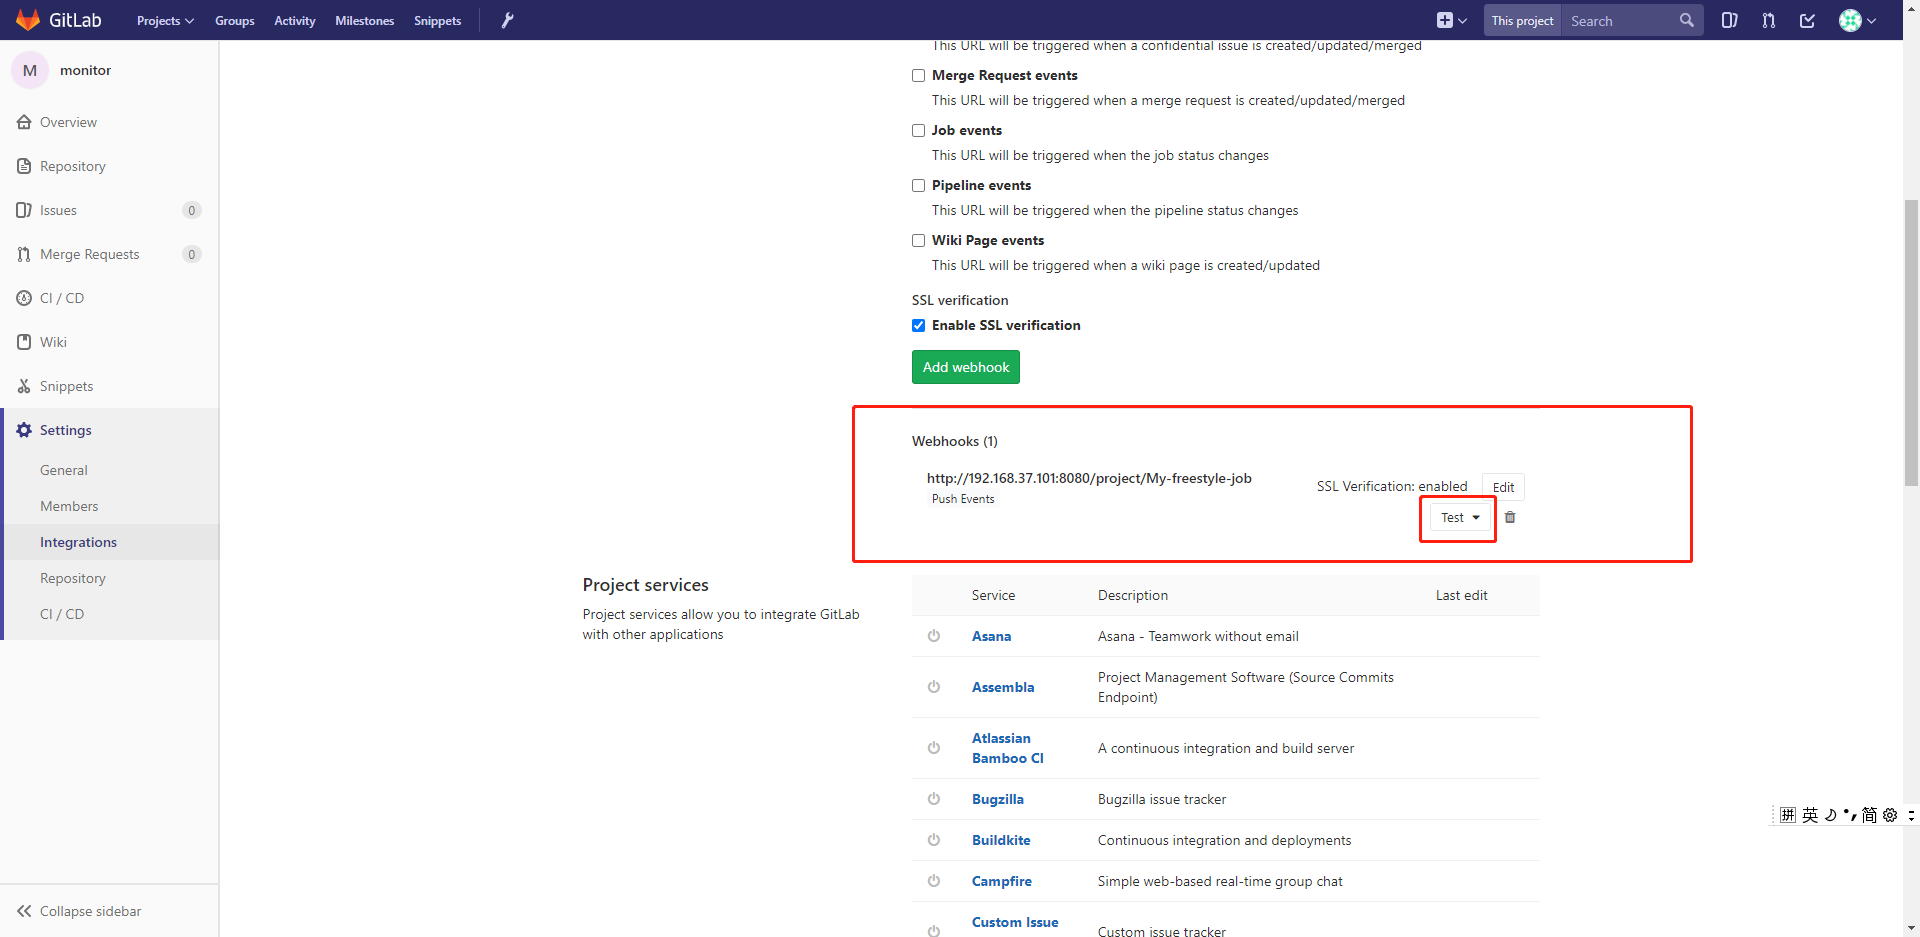 GitLab
Projects
Groups
Activity
Milestones
Snippets
This project
Search
M
monitor
Overview
Repository
Issues
0
Merge Requests
0
CI / CD
Wiki
Snippets
Settings
General
Members
Integrations
Repository
CI / CD
Collapse sidebar
This URL will be triggered when a confidential issue is created/updated/merged
Merge Request events
This URL will be triggered when a merge request is created/updated/merged
Job events
This URL will be triggered when the job status changes
Pipeline events
This URL will be triggered when the pipeline status changes
Wiki Page events
This URL will be triggered when a wiki page is created/updated
SSL verification
Enable SSL verification
Add webhook
Webhooks (1)
http://192.168.37.101:8080/project/My-freestyle-job
Push Events
SSL Verification: enabled
Edit
Test
Project services
Project services allow you to integrate GitLab
with other applications
Service Description Last edit
Asana Asana - Teamwork without email
Assembla Project Management Software (Source Commits
Endpoint)
Atlassian
Bamboo CI
A continuous integration and build server
Bugzilla Bugzilla issue tracker
Buildkite Continuous integration and deployments
Campfire Simple web-based real-time group chat
Custom Issue
Custom issue tracker
拼 英 简